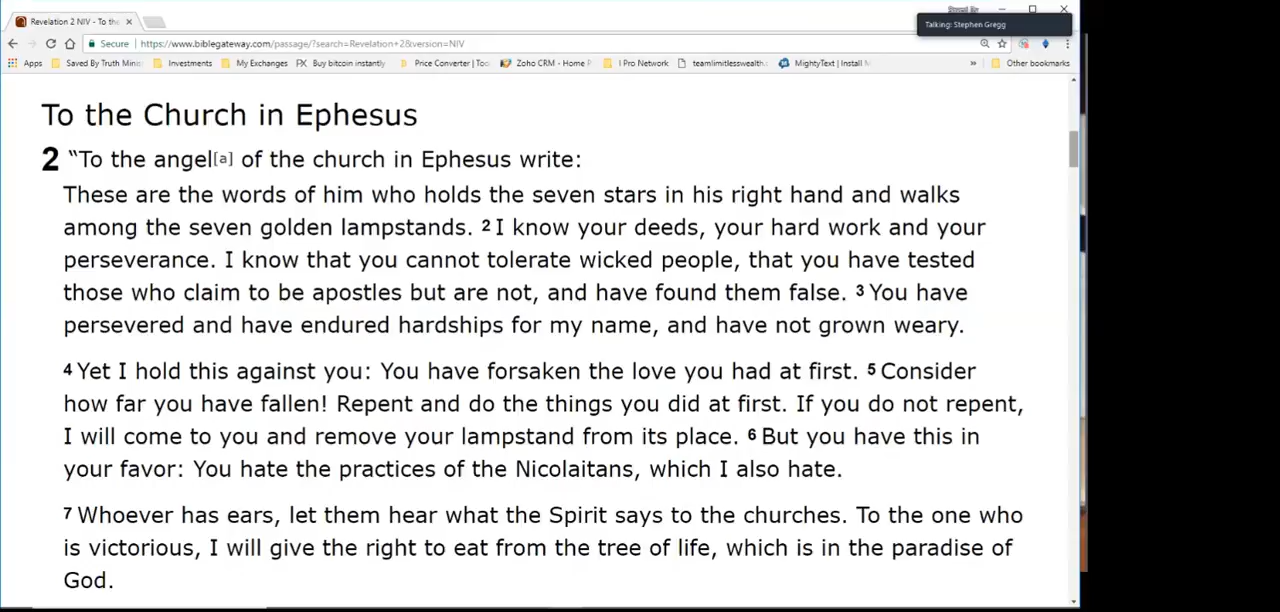 Revelation 2 NIV - To the
Talking: Stephen Gregg
Secure
https://www.biblegateway.com/passage/?search=Revelation+2&version=NIV
Apps Saved By Truth Mini Investments My Exchanges Buy bitcoin instantly Price Converter | Too Zoho CRM - Home P I Pro Network teamlimitlesswealth. MightyText | Install M » Other bookmarks
To the Church in Ephesus
2 “To the angel[a] of the church in Ephesus write:
These are the words of him who holds the seven stars in his right hand and walks
among the seven golden lampstands. 2 I know your deeds, your hard work and your
perseverance. I know that you cannot tolerate wicked people, that you have tested
those who claim to be apostles but are not, and have found them false. 3 You have
persevered and have endured hardships for my name, and have not grown weary.
4 Yet I hold this against you: You have forsaken the love you had at first. 5 Consider
how far you have fallen! Repent and do the things you did at first. If you do not repent,
I will come to you and remove your lampstand from its place. 6 But you have this in
your favor: You hate the practices of the Nicolaitans, which I also hate.
7 Whoever has ears, let them hear what the Spirit says to the churches. To the one who
is victorious, I will give the right to eat from the tree of life, which is in the paradise of
God.